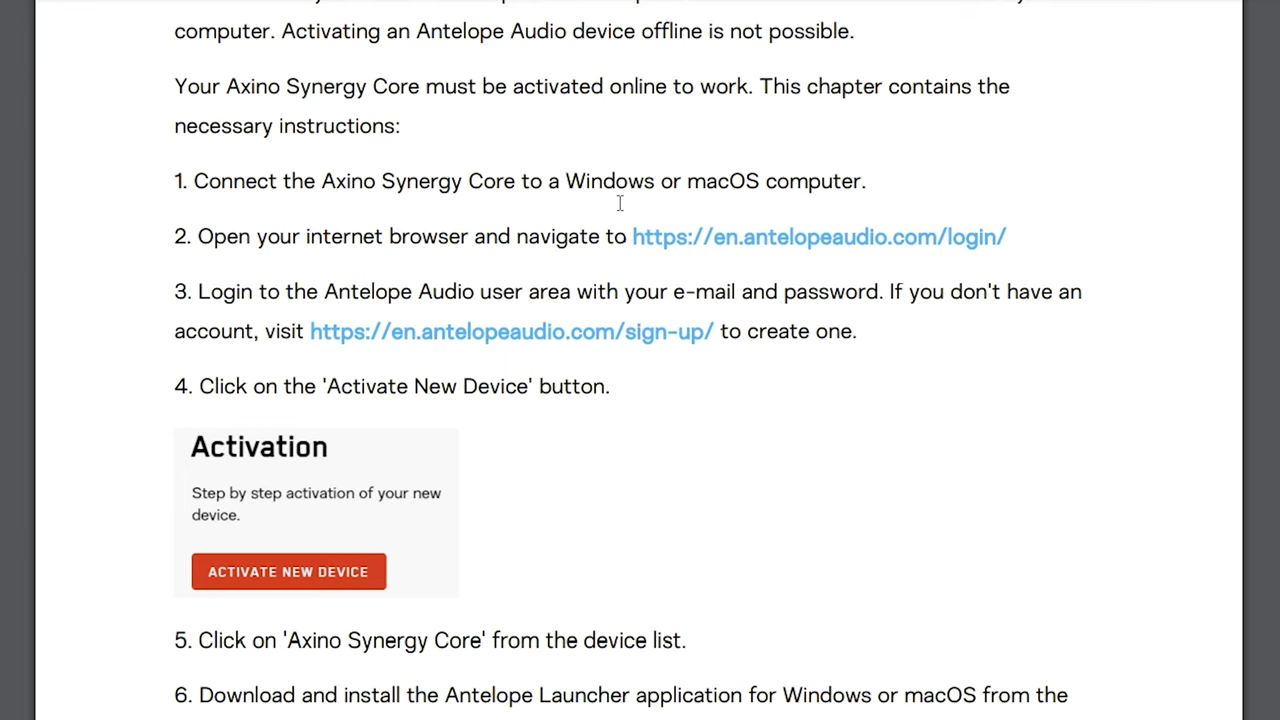 computer. Activating an Antelope Audio device offline is not possible.
Your Axino Synergy Core must be activated online to work. This chapter contains the
necessary instructions:
1. Connect the Axino Synergy Core to a Windows or macOS computer.
2. Open your internet browser and navigate to https://en.antelopeaudio.com/login/
3. Login to the Antelope Audio user area with your e-mail and password. If you don't have an
account, visit https://en.antelopeaudio.com/sign-up/ to create one.
4. Click on the 'Activate New Device' button.
Activation
Step by step activation of your new
device.
ACTIVATE NEW DEVICE
5. Click on 'Axino Synergy Core' from the device list.
6. Download and install the Antelope Launcher application for Windows or macOS from the